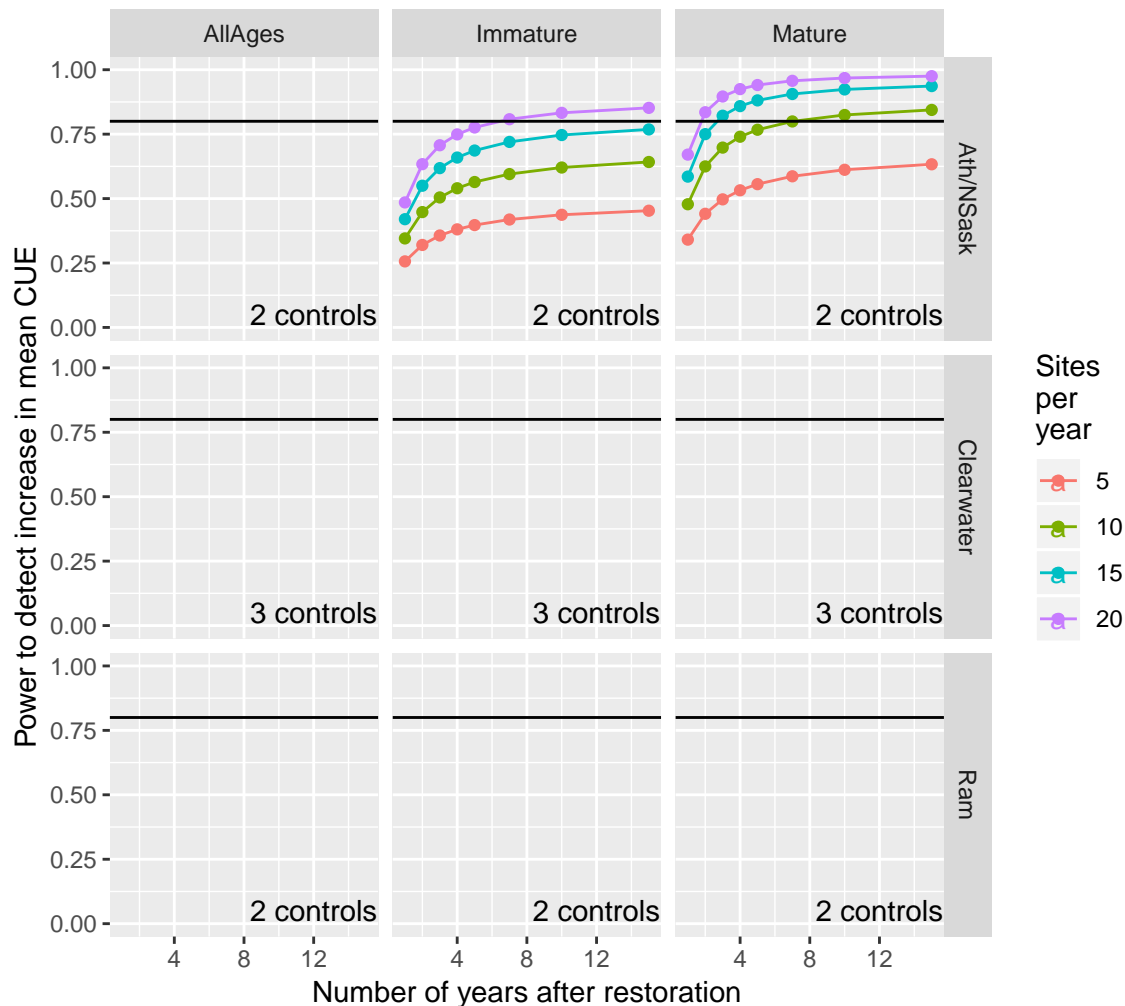 AllAges
Immature
Mature
Power to detect increase in mean CUE
1.00
0.75
0.50
0.25
0.00
2 controls
2 controls
2 controls
Ath/NSask
1.00
0.75
0.50
0.25
0.00
3 controls
3 controls
3 controls
Clearwater
1.00
0.75
0.50
0.25
0.00
2 controls
2 controls
2 controls
Ram
4 8 12
4 8 12
4 8 12
Number of years after restoration
Sites
per
year
a 5
a 10
a 15
a 20